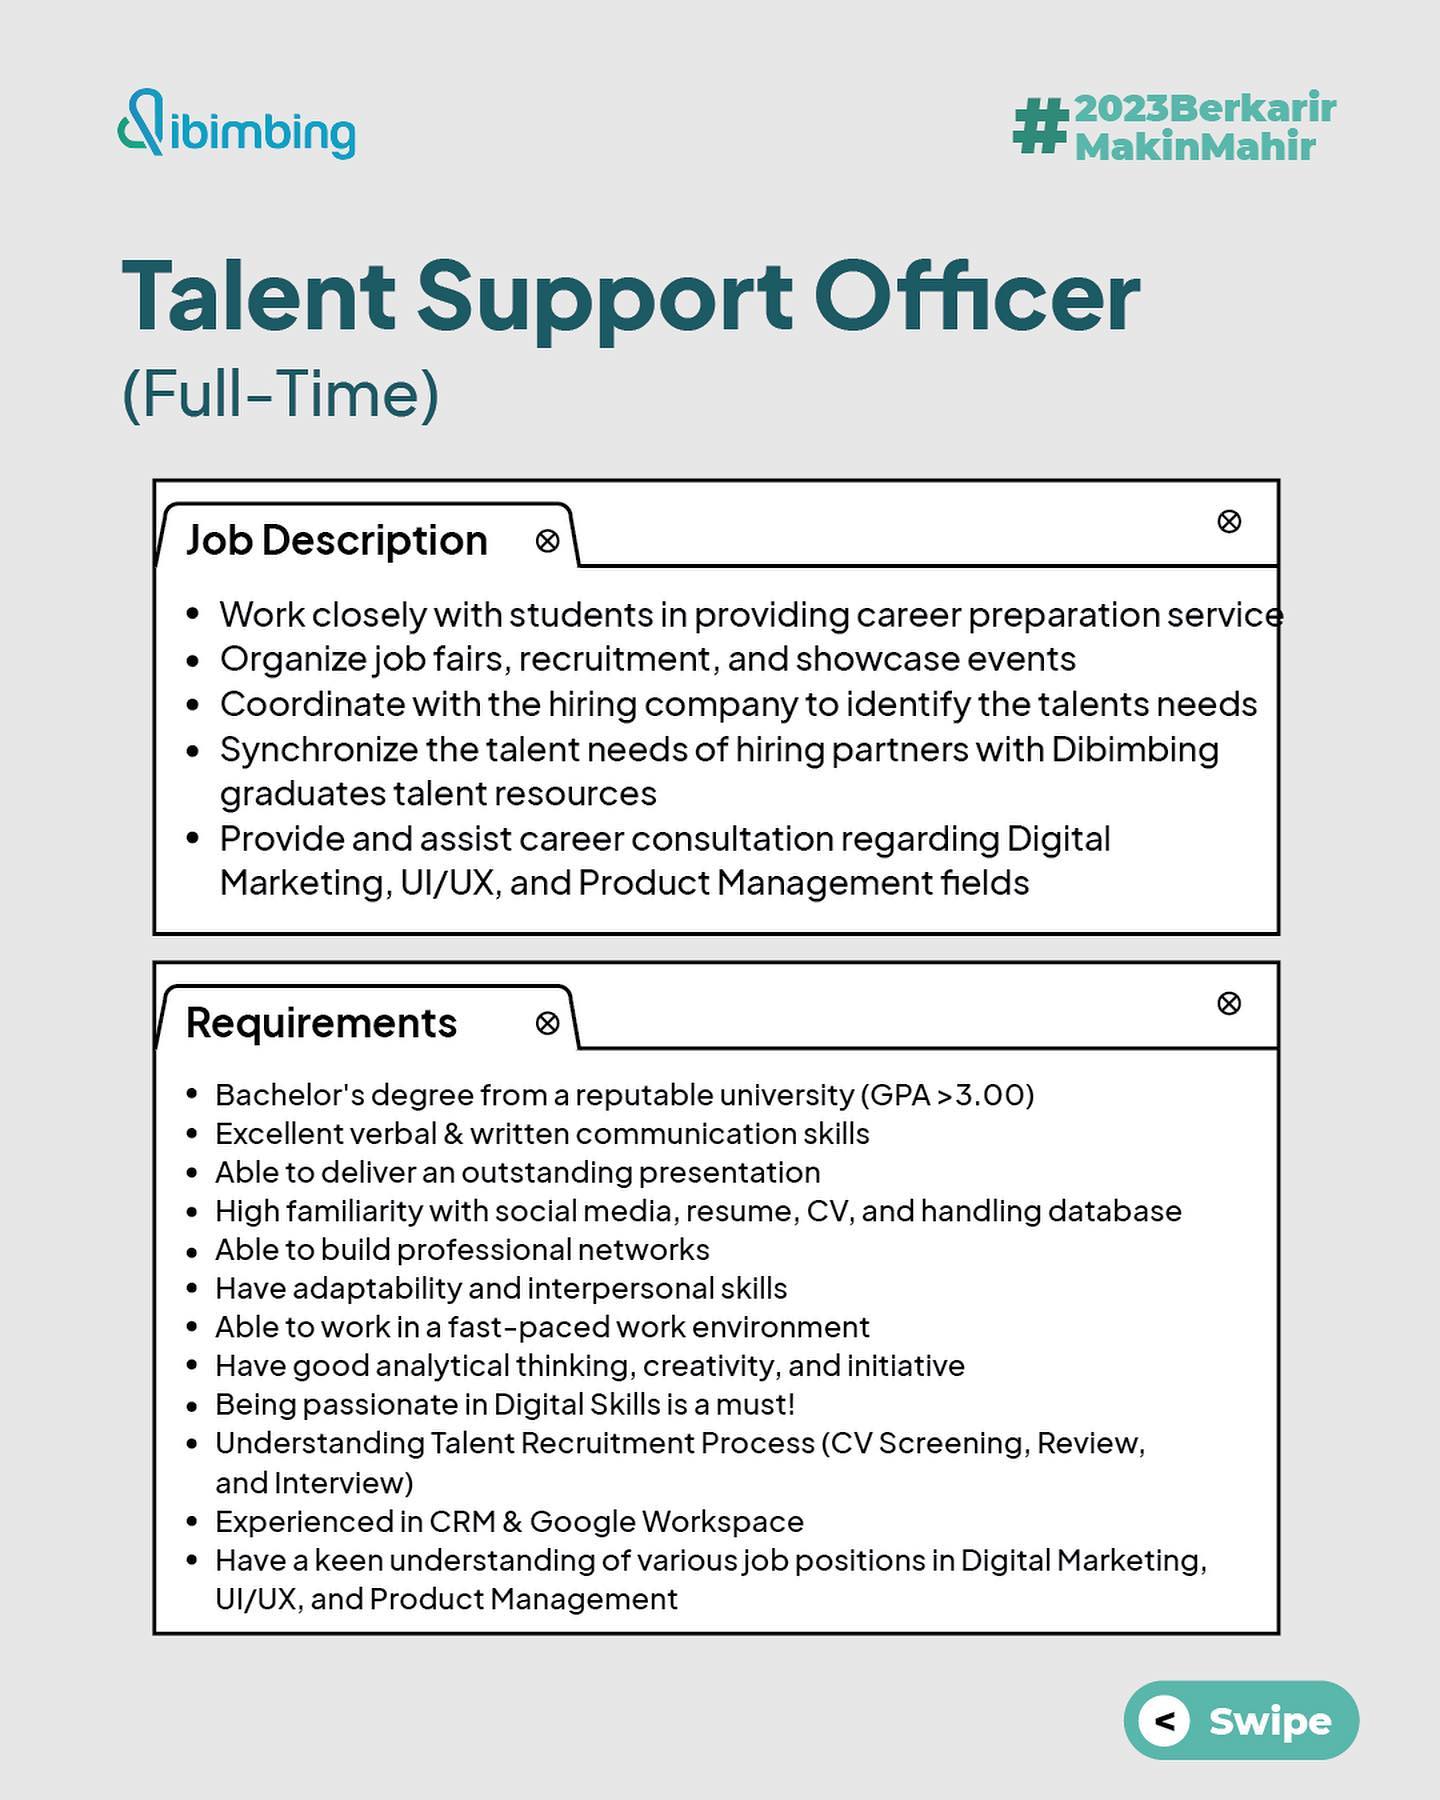 dibimbing
#2023Berkarir
MakinMahir
Talent Support Officer
(Full-Time)
Job Description
• Work closely with students in providing career preparation service
• Organize job fairs, recruitment, and showcase events
• Coordinate with the hiring company to identify the talents needs
• Synchronize the talent needs of hiring partners with Dibimbing
graduates talent resources
• Provide and assist career consultation regarding Digital
Marketing, UI/UX, and Product Management fields
Requirements
• Bachelor's degree from a reputable university (GPA >3.00)
• Excellent verbal & written communication skills
• Able to deliver an outstanding presentation
• High familiarity with social media, resume, CV, and handling database
• Able to build professional networks
• Have adaptability and interpersonal skills
• Able to work in a fast-paced work environment
• Have good analytical thinking, creativity, and initiative
• Being passionate in Digital Skills is a must!
• Understanding Talent Recruitment Process (CV Screening, Review,
and Interview)
• Experienced in CRM & Google Workspace
• Have a keen understanding of various job positions in Digital Marketing,
UI/UX, and Product Management
< Swipe